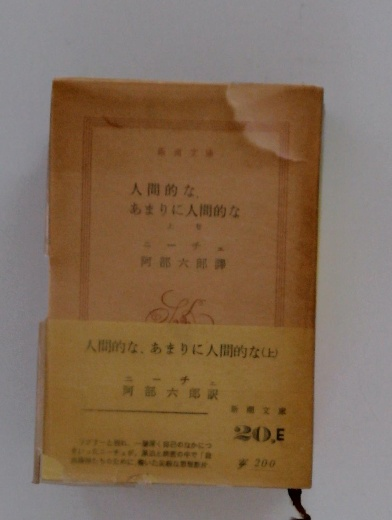 新潮文庫
人間的な、
あまりに人間的な
上巻
ニーチェ
阿部六郎譯
人間的な、あまりに人間的な(上)
ニーチェ
阿部六郎訳
新潮文庫
20.E
¥ 200